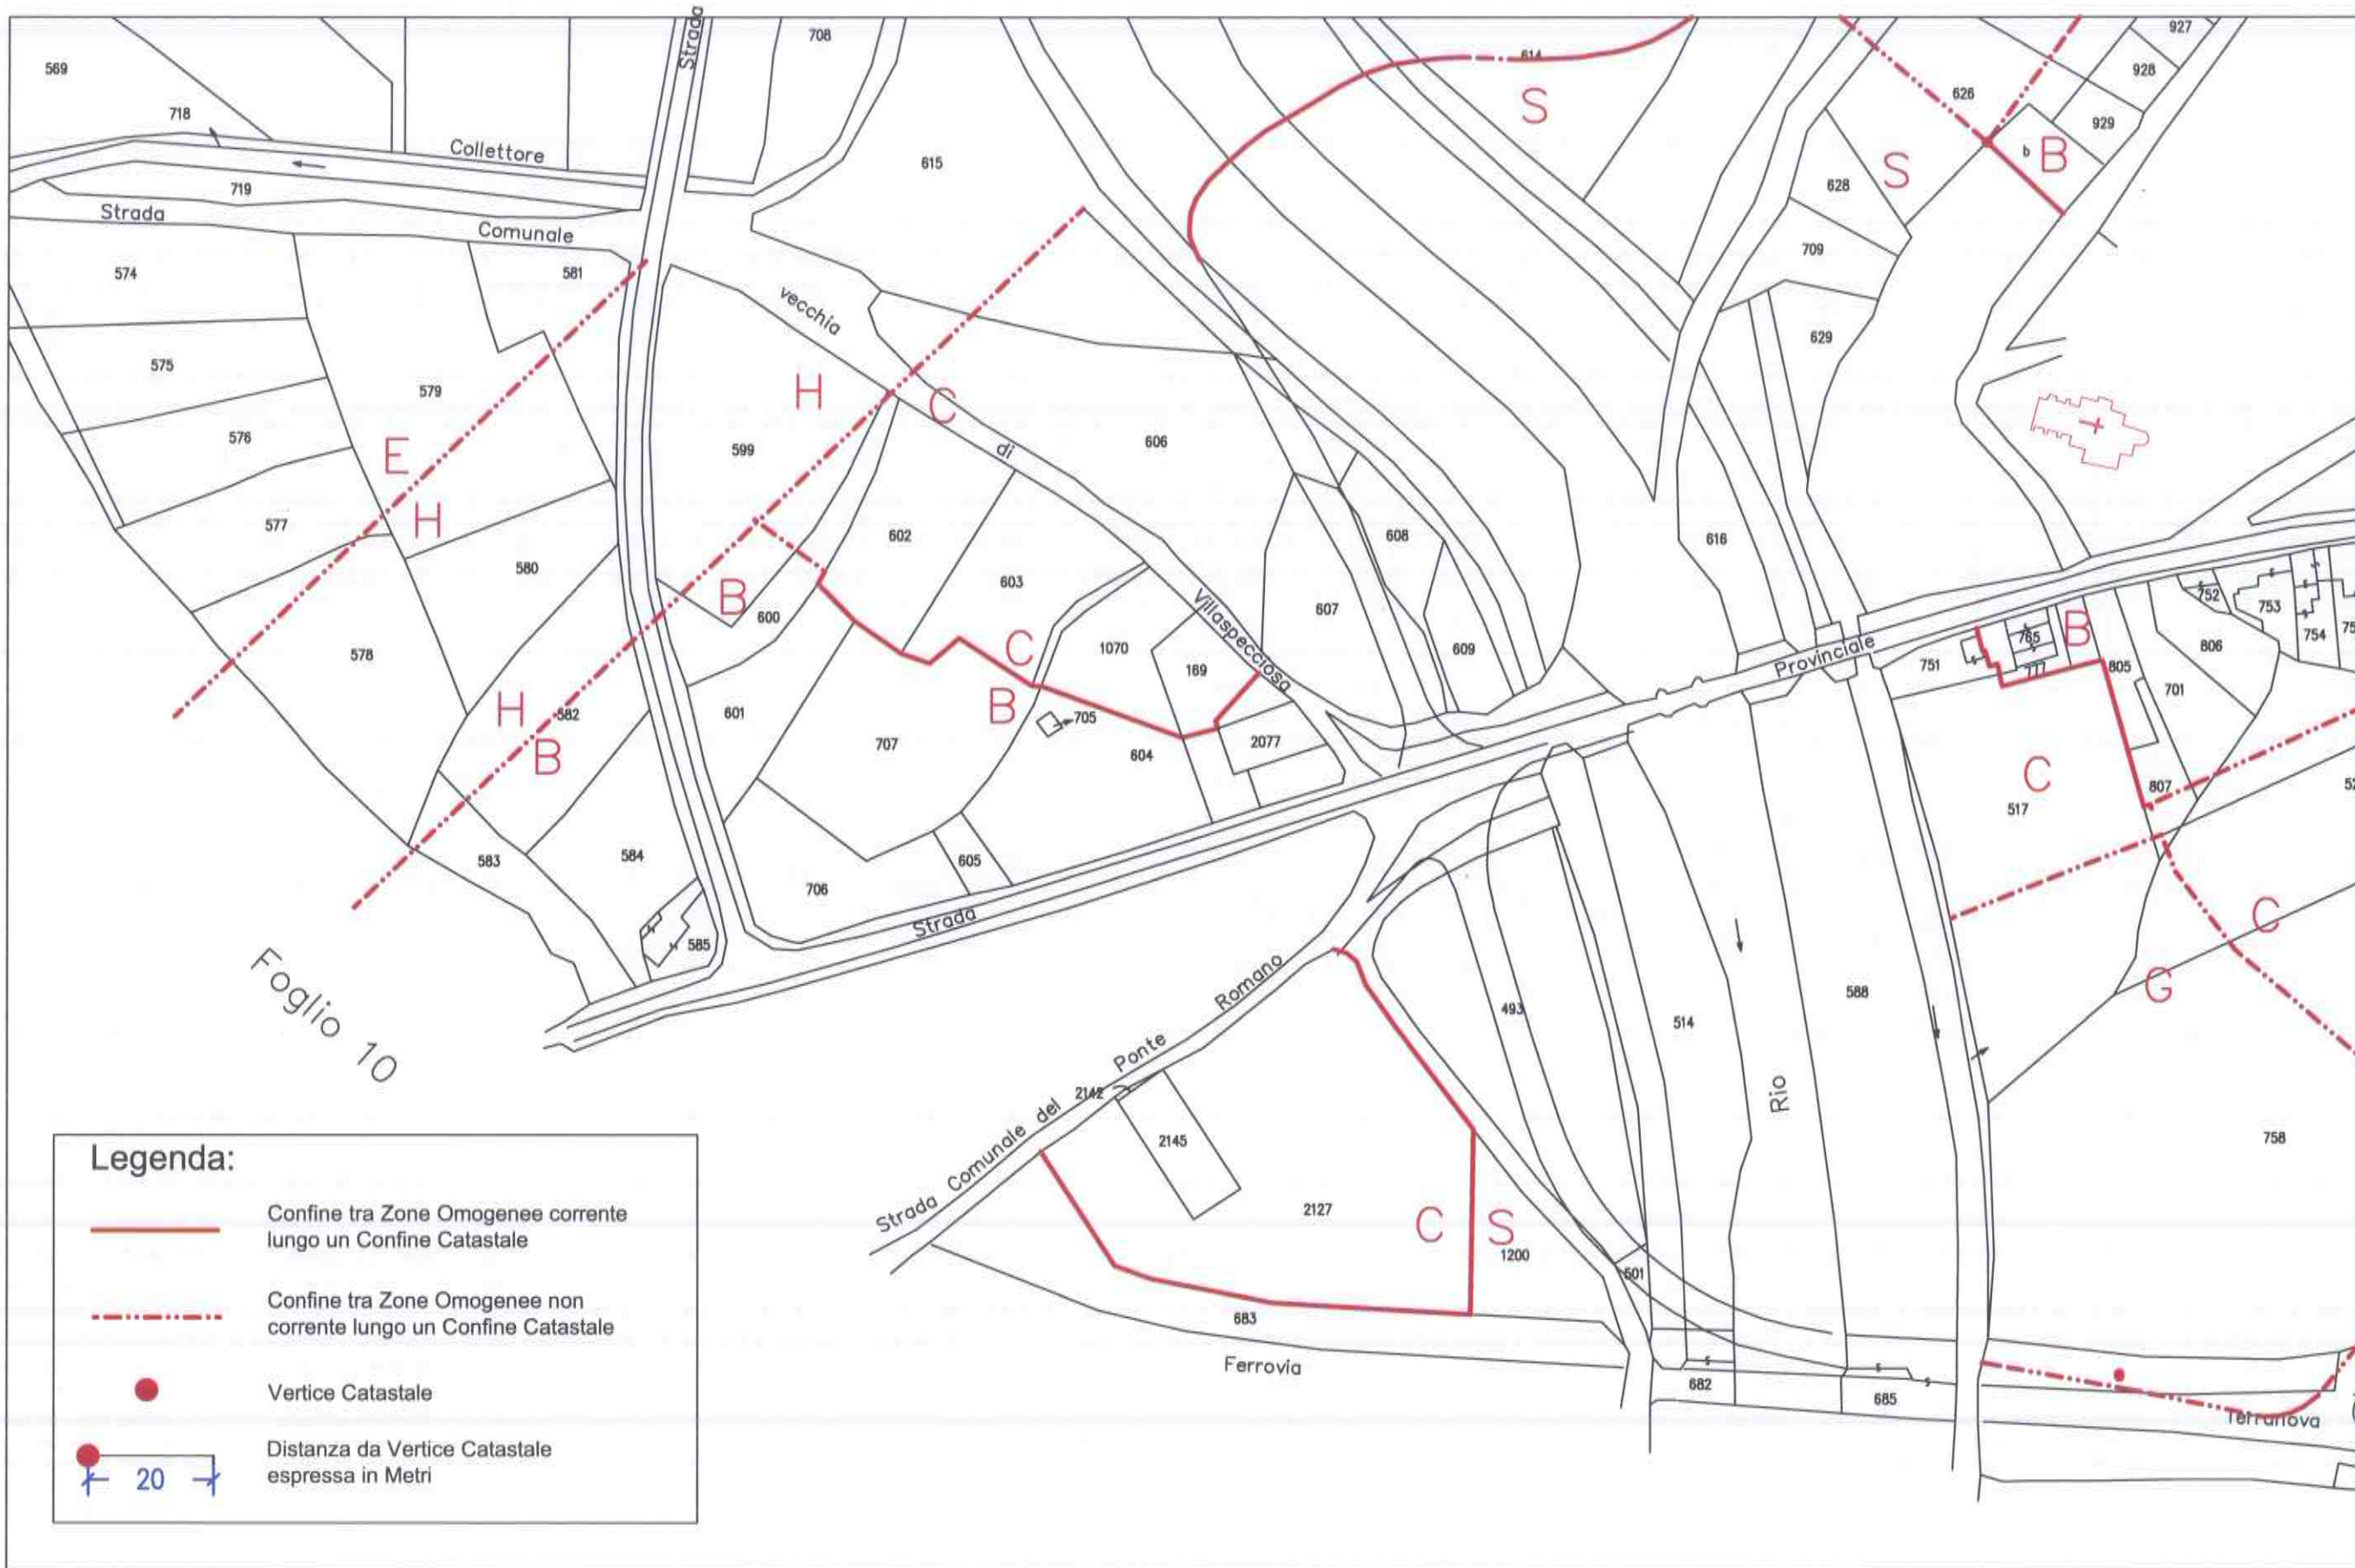 569
718
719
Collettore
Strada
Comunale
Strada
708
615
614
S
626
927
928
929
b
B
S
628
709
629
574
575
576
577
578
579
581
580
E
H
H
B
582
583
584
585
vecchia
di
Villaspecciosa
H
C
599
B
600
601
602
603
606
C
B
1070
169
705
604
2077
707
706
605
607
608
609
616
Strada
Provinciale
751
765
777
B
805
701
807
806
752
753
754
C
517
C
G
588
514
493
Rio
758
Foglio 10
Strada Comunale del Ponte Romano
2142
2145
2127
C
S
1200
501
683
Ferrovia
682
685
Terranova
Legenda:
Confine tra Zone Omogenee corrente
lungo un Confine Catastale
Confine tra Zone Omogenee non
corrente lungo un Confine Catastale
Vertice Catastale
Distanza da Vertice Catastale
espressa in Metri
20